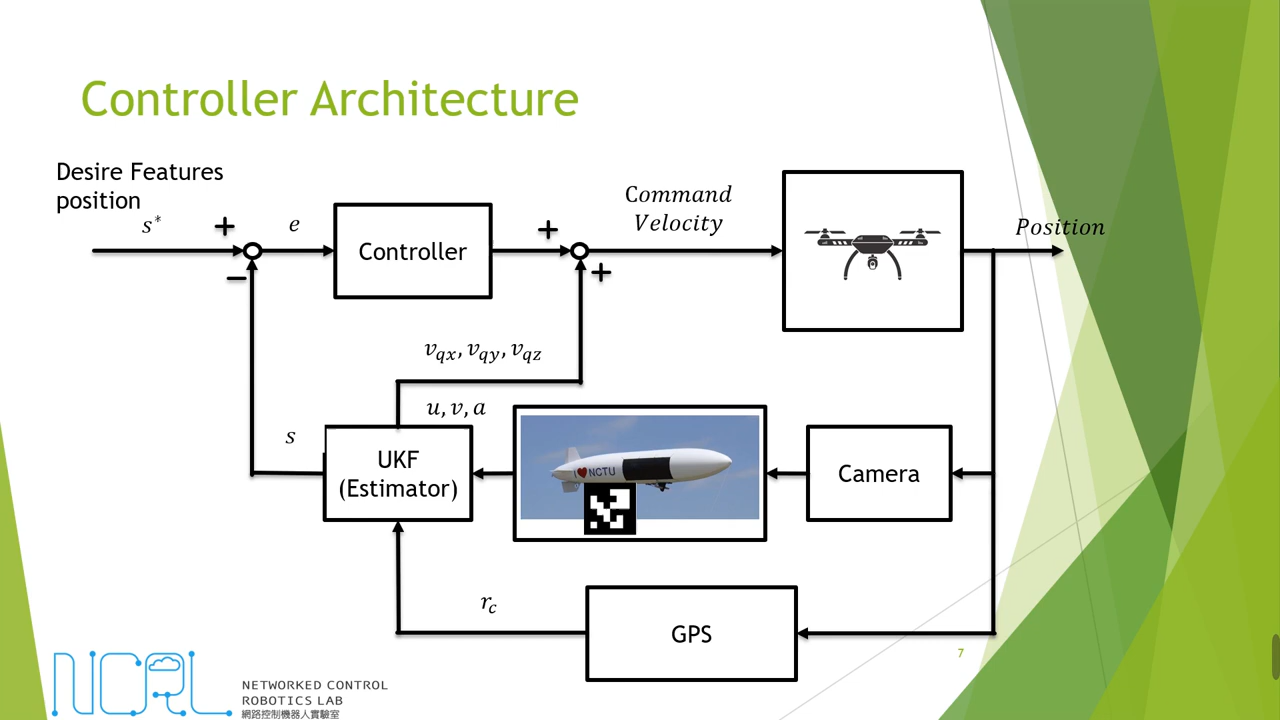 Controller Architecture
Desire Features
position
s*
+
e
−
Controller
+
+
Command
Velocity
Position
v_qx, v_qy, v_qz
u, v, a
s
UKF
(Estimator)
I ❤ NCTU
Camera
r_c
GPS
7
NCRL
NETWORKED CONTROL
ROBOTICS LAB
網路控制機器人實驗室